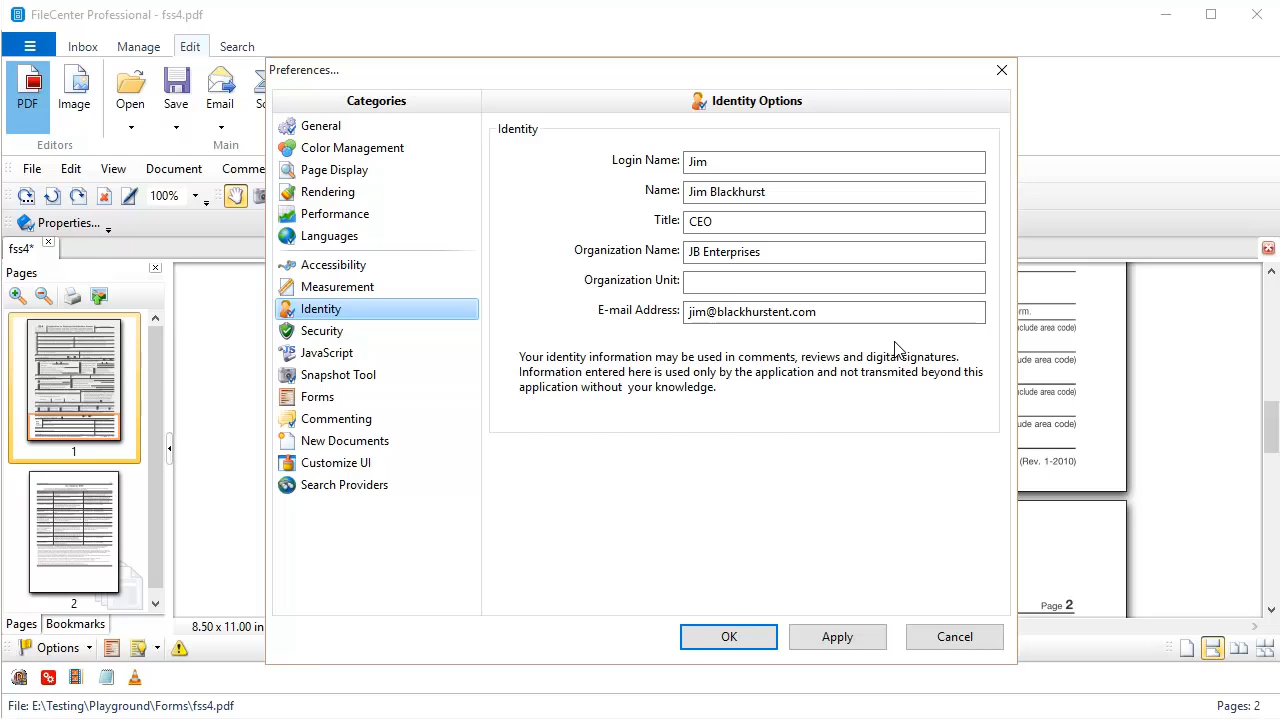 FileCenter Professional - fss4.pdf
Inbox Manage Edit Search
PDF Image Open Save Email
Editors Main
File Edit View Document Comme
100%
Properties...
fss4*
Pages
1
2
Pages Bookmarks
8.50 x 11.00 in
Options
File: E:\Testing\Playground\Forms\fss4.pdf
Pages: 2
Preferences...
Categories
General
Color Management
Page Display
Rendering
Performance
Languages
Accessibility
Measurement
Identity
Security
JavaScript
Snapshot Tool
Forms
Commenting
New Documents
Customize UI
Search Providers
Identity Options
Identity
Login Name: Jim
Name: Jim Blackhurst
Title: CEO
Organization Name: JB Enterprises
Organization Unit:
E-mail Address: jim@blackhurstent.com
Your identity information may be used in comments, reviews and digital signatures.
Information entered here is used only by the application and not transmitted beyond this
application without your knowledge.
OK Apply Cancel
rm.
clude area code)
de area code)
clude area code)
ude area code)
(Rev. 1-2010)
Page 2